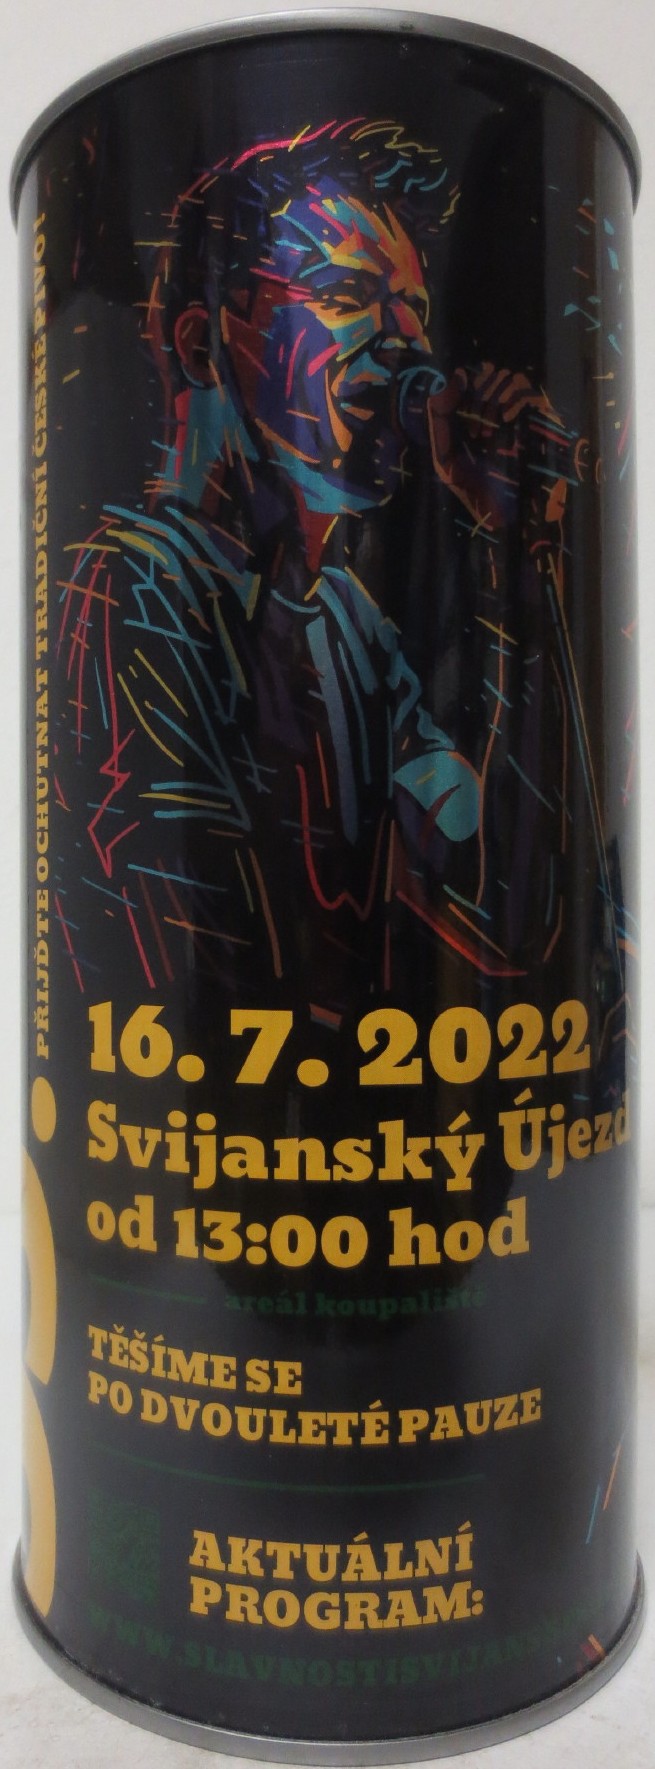 PŘIJĎTE OCHUTNAT TRADIČNÍ ČESKÉ PIVO!
16. 7. 2022
Svijanský Újezd
od 13:00 hod
areál koupaliště
TĚŠÍME SE
PO DVOULETÉ PAUZE
AKTUÁLNÍ
PROGRAM: